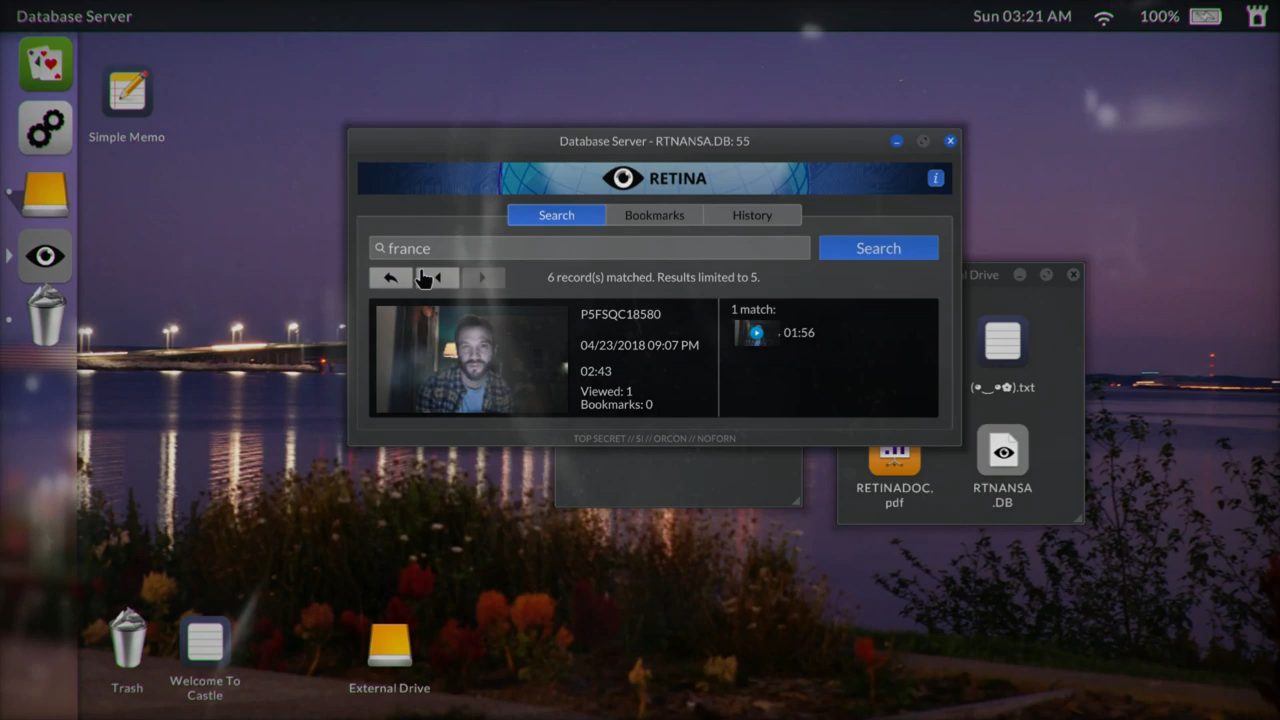 Database Server
Sun 03:21 AM
100%
Simple Memo
Database Server - RTNANSA.DB: 55
RETINA
i
Search
Bookmarks
History
france
Search
6 record(s) matched. Results limited to 5.
P5FSQC18580
04/23/2018 09:07 PM
02:43
Viewed: 1
Bookmarks: 0
1 match:
01:56
TOP SECRET // SI // ORCON // NOFORN
Drive
(•‿•✿).txt
RETINADOC.
pdf
RTNANSA
.DB
Trash
Welcome To
Castle
External Drive